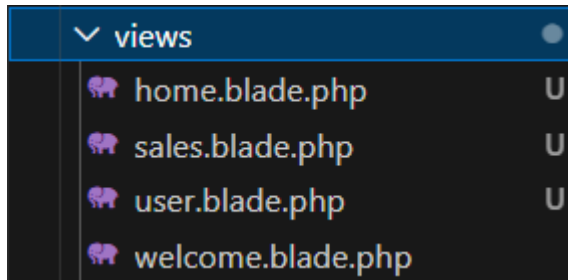 views
home.blade.php U
sales.blade.php U
user.blade.php U
welcome.blade.php